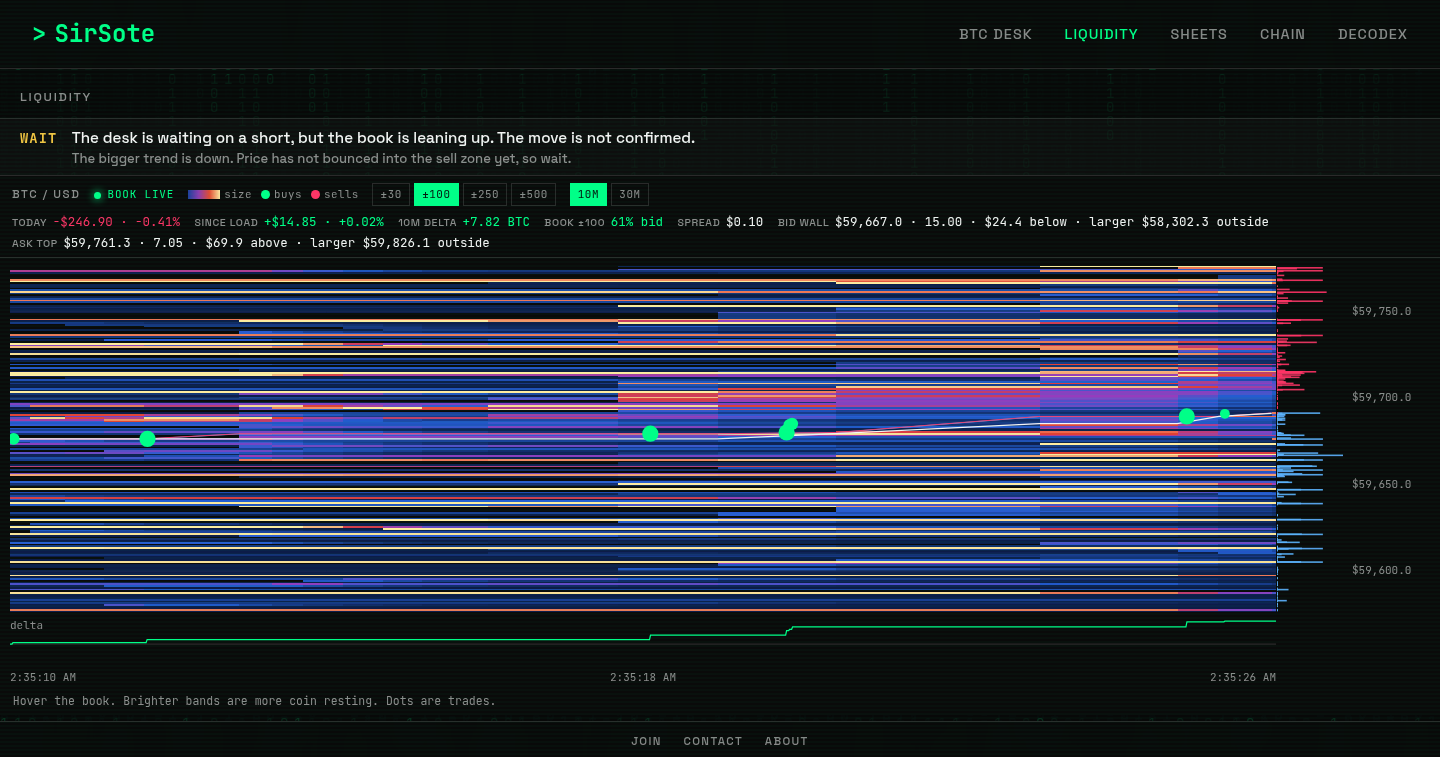 > SirSote
BTC DESK LIQUIDITY SHEETS CHAIN DECODEX
LIQUIDITY
WAIT The desk is waiting on a short, but the book is leaning up. The move is not confirmed.
The bigger trend is down. Price has not bounced into the sell zone yet, so wait.
BTC / USD BOOK LIVE size buys sells ±30 ±100 ±250 ±500 10M 30M
TODAY -$246.90 · -0.41% SINCE LOAD +$14.85 · +0.02% 10M DELTA +7.82 BTC BOOK ±100 61% bid SPREAD $0.10 BID WALL $59,667.0 · 15.00 · $24.4 below · larger $58,302.3 outside
ASK TOP $59,761.3 · 7.05 · $69.9 above · larger $59,826.1 outside
$59,750.0
$59,700.0
$59,650.0
$59,600.0
delta
2:35:10 AM 2:35:18 AM 2:35:26 AM
Hover the book. Brighter bands are more coin resting. Dots are trades.
JOIN CONTACT ABOUT